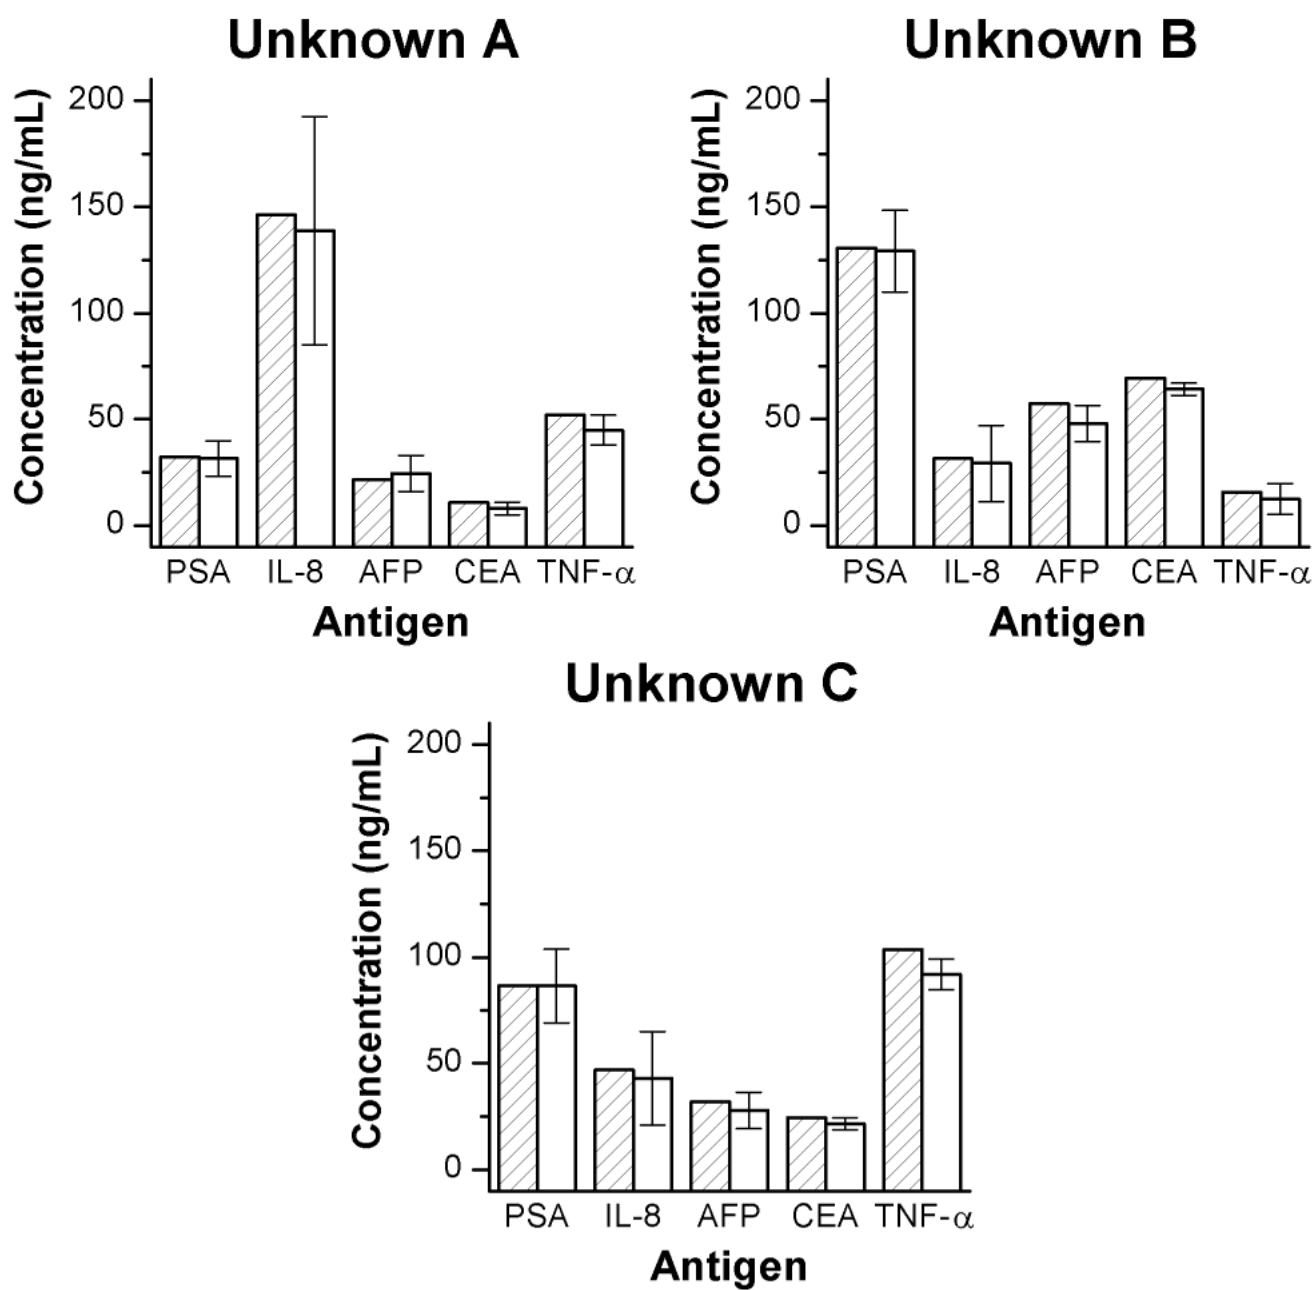 Unknown A
Concentration (ng/mL)
200
150
100
50
0
PSA IL-8 AFP CEA TNF-α
Antigen
Unknown B
Concentration (ng/mL)
200
150
100
50
0
PSA IL-8 AFP CEA TNF-α
Antigen
Unknown C
Concentration (ng/mL)
200
150
100
50
0
PSA IL-8 AFP CEA TNF-α
Antigen